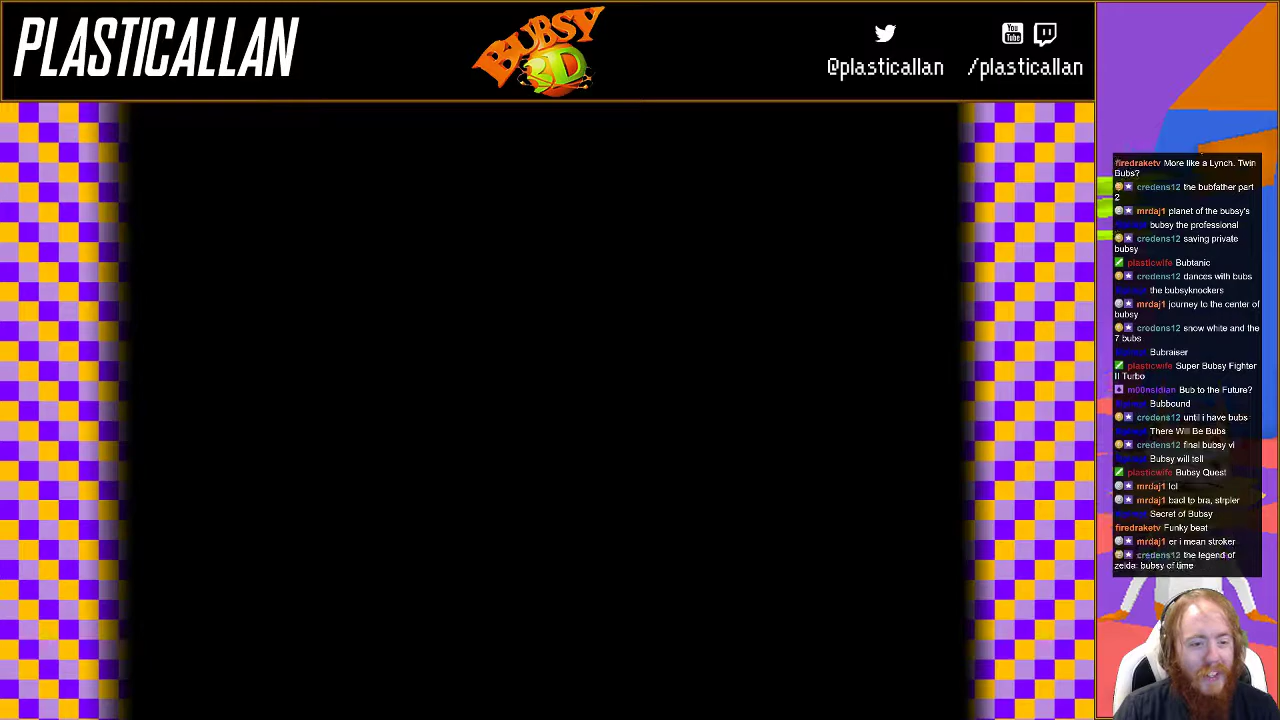 PLASTICALLAN
BUBSY
3D
@plasticallan
You
Tube
/plasticallan
firedraketv More like a Lynch. Twin
Bubs?
credens12 the bubfather part
2
mrdaj1 planet of the bubsy's
bubsy the professional
credens12 saving private
bubsy
plasticwife Bubtanic
credens12 dances with bubs
the bubsyknockers
mrdaj1 journey to the center of
bubsy
credens12 snow white and the
7 bubs
Bubraiser
plasticwife Super Bubsy Fighter
II Turbo
m00nsidian Bub to the Future?
Bubbound
credens12 until i have bubs
There Will Be Bubs
credens12 final bubsy vi
Bubsy will tell
plasticwife Bubsy Quest
mrdaj1 lol
mrdaj1 bacl tp bra, strpler
Secret of Bubsy
firedraketv Funky beat
mrdaj1 er i mean stroker
credens12 the legend of
zelda: bubsy of time